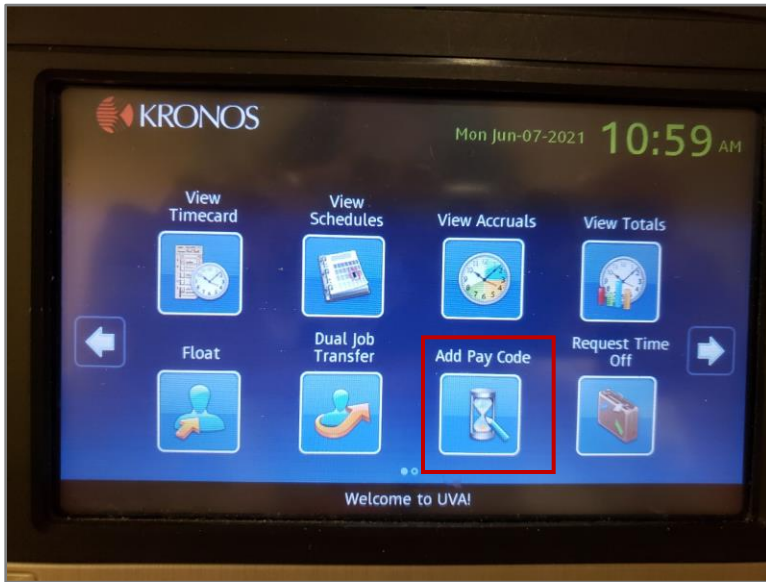 KRONOS
Mon Jun-07-2021 10:59 AM
View
Timecard
View
Schedules
View Accruals
View Totals
Float
Dual Job
Transfer
Add Pay Code
Request Time
Off
Welcome to UVA!